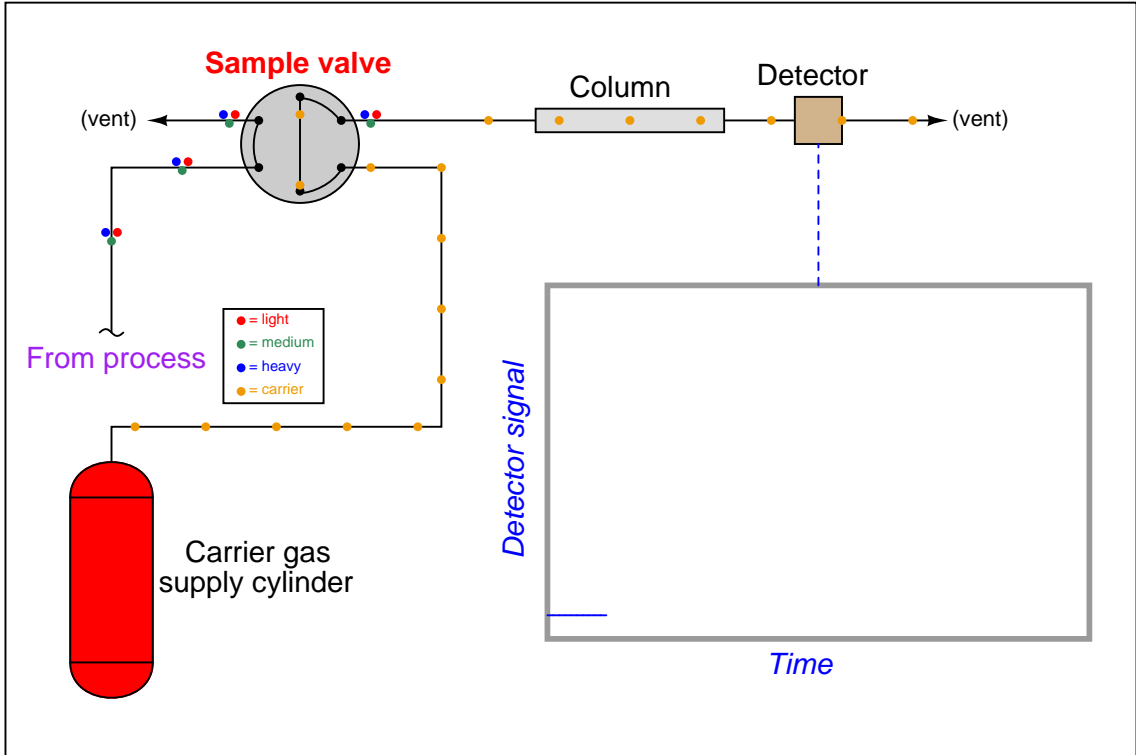 Sample valve
Column
Detector
(vent)
(vent)
From process
= light
= medium
= heavy
= carrier
Detector signal
Carrier gas
supply cylinder
Time